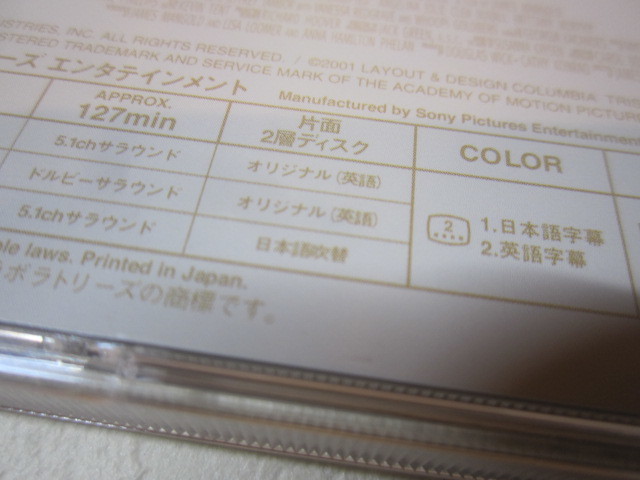 USTRIES, INC. ALL RIGHTS RESERVED. / ©2001 LAYOUT & DESIGN COLUMBIA TRI
STERED TRADEMARK AND SERVICE MARK OF THE ACADEMY OF MOTION PICTUR
ーズ エンタテインメント Manufactured by Sony Pictures Entertainment
APPROX.
127min
片面
2層ディスク
COLOR
5.1chサラウンド オリジナル(英語)
ドルビーサラウンド オリジナル(英語)
5.1chサラウンド 日本語吹替
2
1.日本語字幕
2.英語字幕
ble laws. Printed in Japan.
ラボラトリーズの商標です。